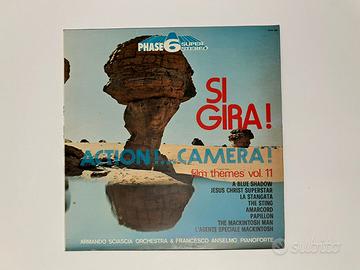 PHASE 6 SUPER STEREO
SI
GIRA!
ACTION!...CAMERA!
film themes vol. 11
A BLUE SHADOW
JESUS CHRIST SUPERSTAR
LA STANGATA
THE STING
AMARCORD
PAPILLON
THE MACKINTOSH MAN
L'AGENTE SPECIALE MACKINTOSH
ARMANDO SCIASCIA ORCHESTRA & FRANCESCO ANSELMO PIANOFORTE
subito